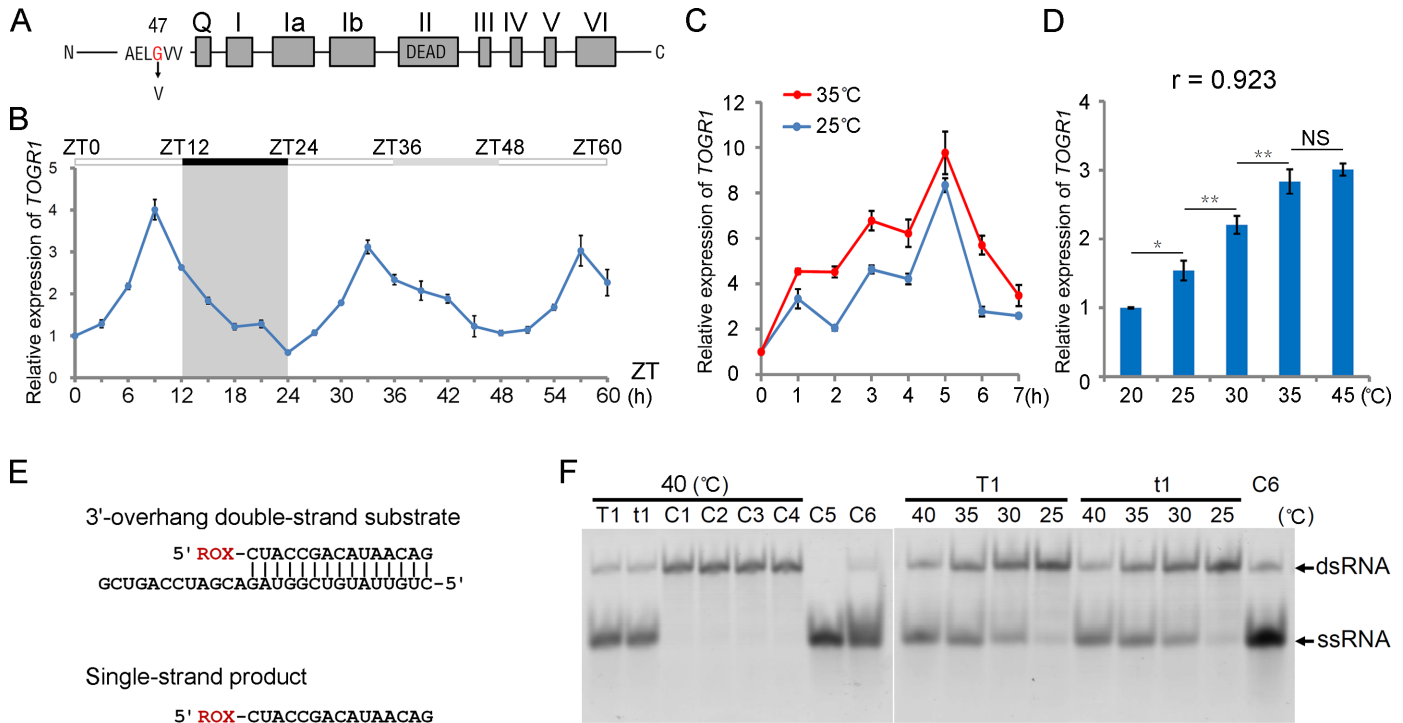 A
47
Q I Ia Ib II III IV V VI
N AELGVV DEAD C
V
B
ZT0 ZT12 ZT24 ZT36 ZT48 ZT60
Relative expression of TOGR1
5
4
3
2
1
0
0 6 12 18 24 30 36 42 48 54 60
ZT
(h)
C
35°C
25°C
Relative expression of TOGR1
12
10
8
6
4
2
0
0 1 2 3 4 5 6 7(h)
D
r = 0.923
Relative expression of TOGR1
4
3
2
1
0
* ** ** NS
20 25 30 35 45 (°C)
E
3'-overhang double-strand substrate
5' ROX-CUACCGACAUAACAG
GCUGACCUAGCAGAUGGCUGUAUUGUC-5'
Single-strand product
5' ROX-CUACCGACAUAACAG
F
40 (°C) T1 t1 C6
T1 t1 C1 C2 C3 C4 C5 C6 40 35 30 25 40 35 30 25 (°C)
dsRNA
ssRNA